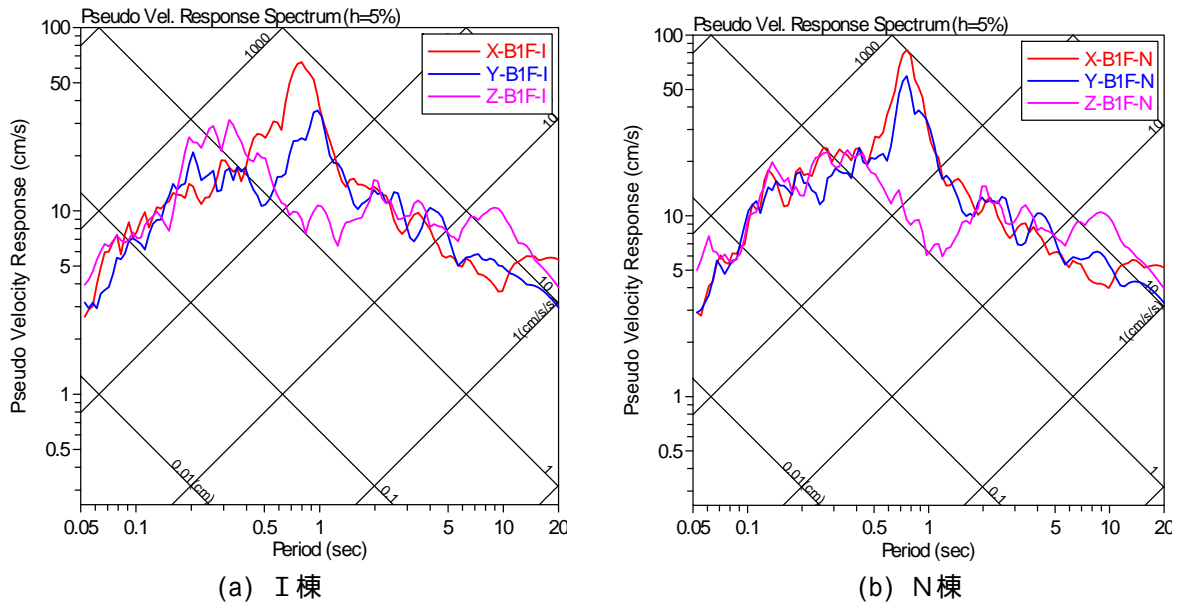 Pseudo Vel. Response Spectrum (h=5%)
100
50
10
5
1
0.5
Pseudo Velocity Response (cm/s)
X-B1F-I
Y-B1F-I
Z-B1F-I
1000
10
10
1(cm/s/s)
0.01(cm)
0.1
1
0.05
0.1
0.5
1
5
10
20
Period (sec)
(a) I棟
Pseudo Vel. Response Spectrum (h=5%)
100
50
10
5
1
0.5
Pseudo Velocity Response (cm/s)
X-B1F-N
Y-B1F-N
Z-B1F-N
1000
10
10
1(cm/s/s)
0.01(cm)
0.1
1
0.05
0.1
0.5
1
5
10
20
Period (sec)
(b) N棟